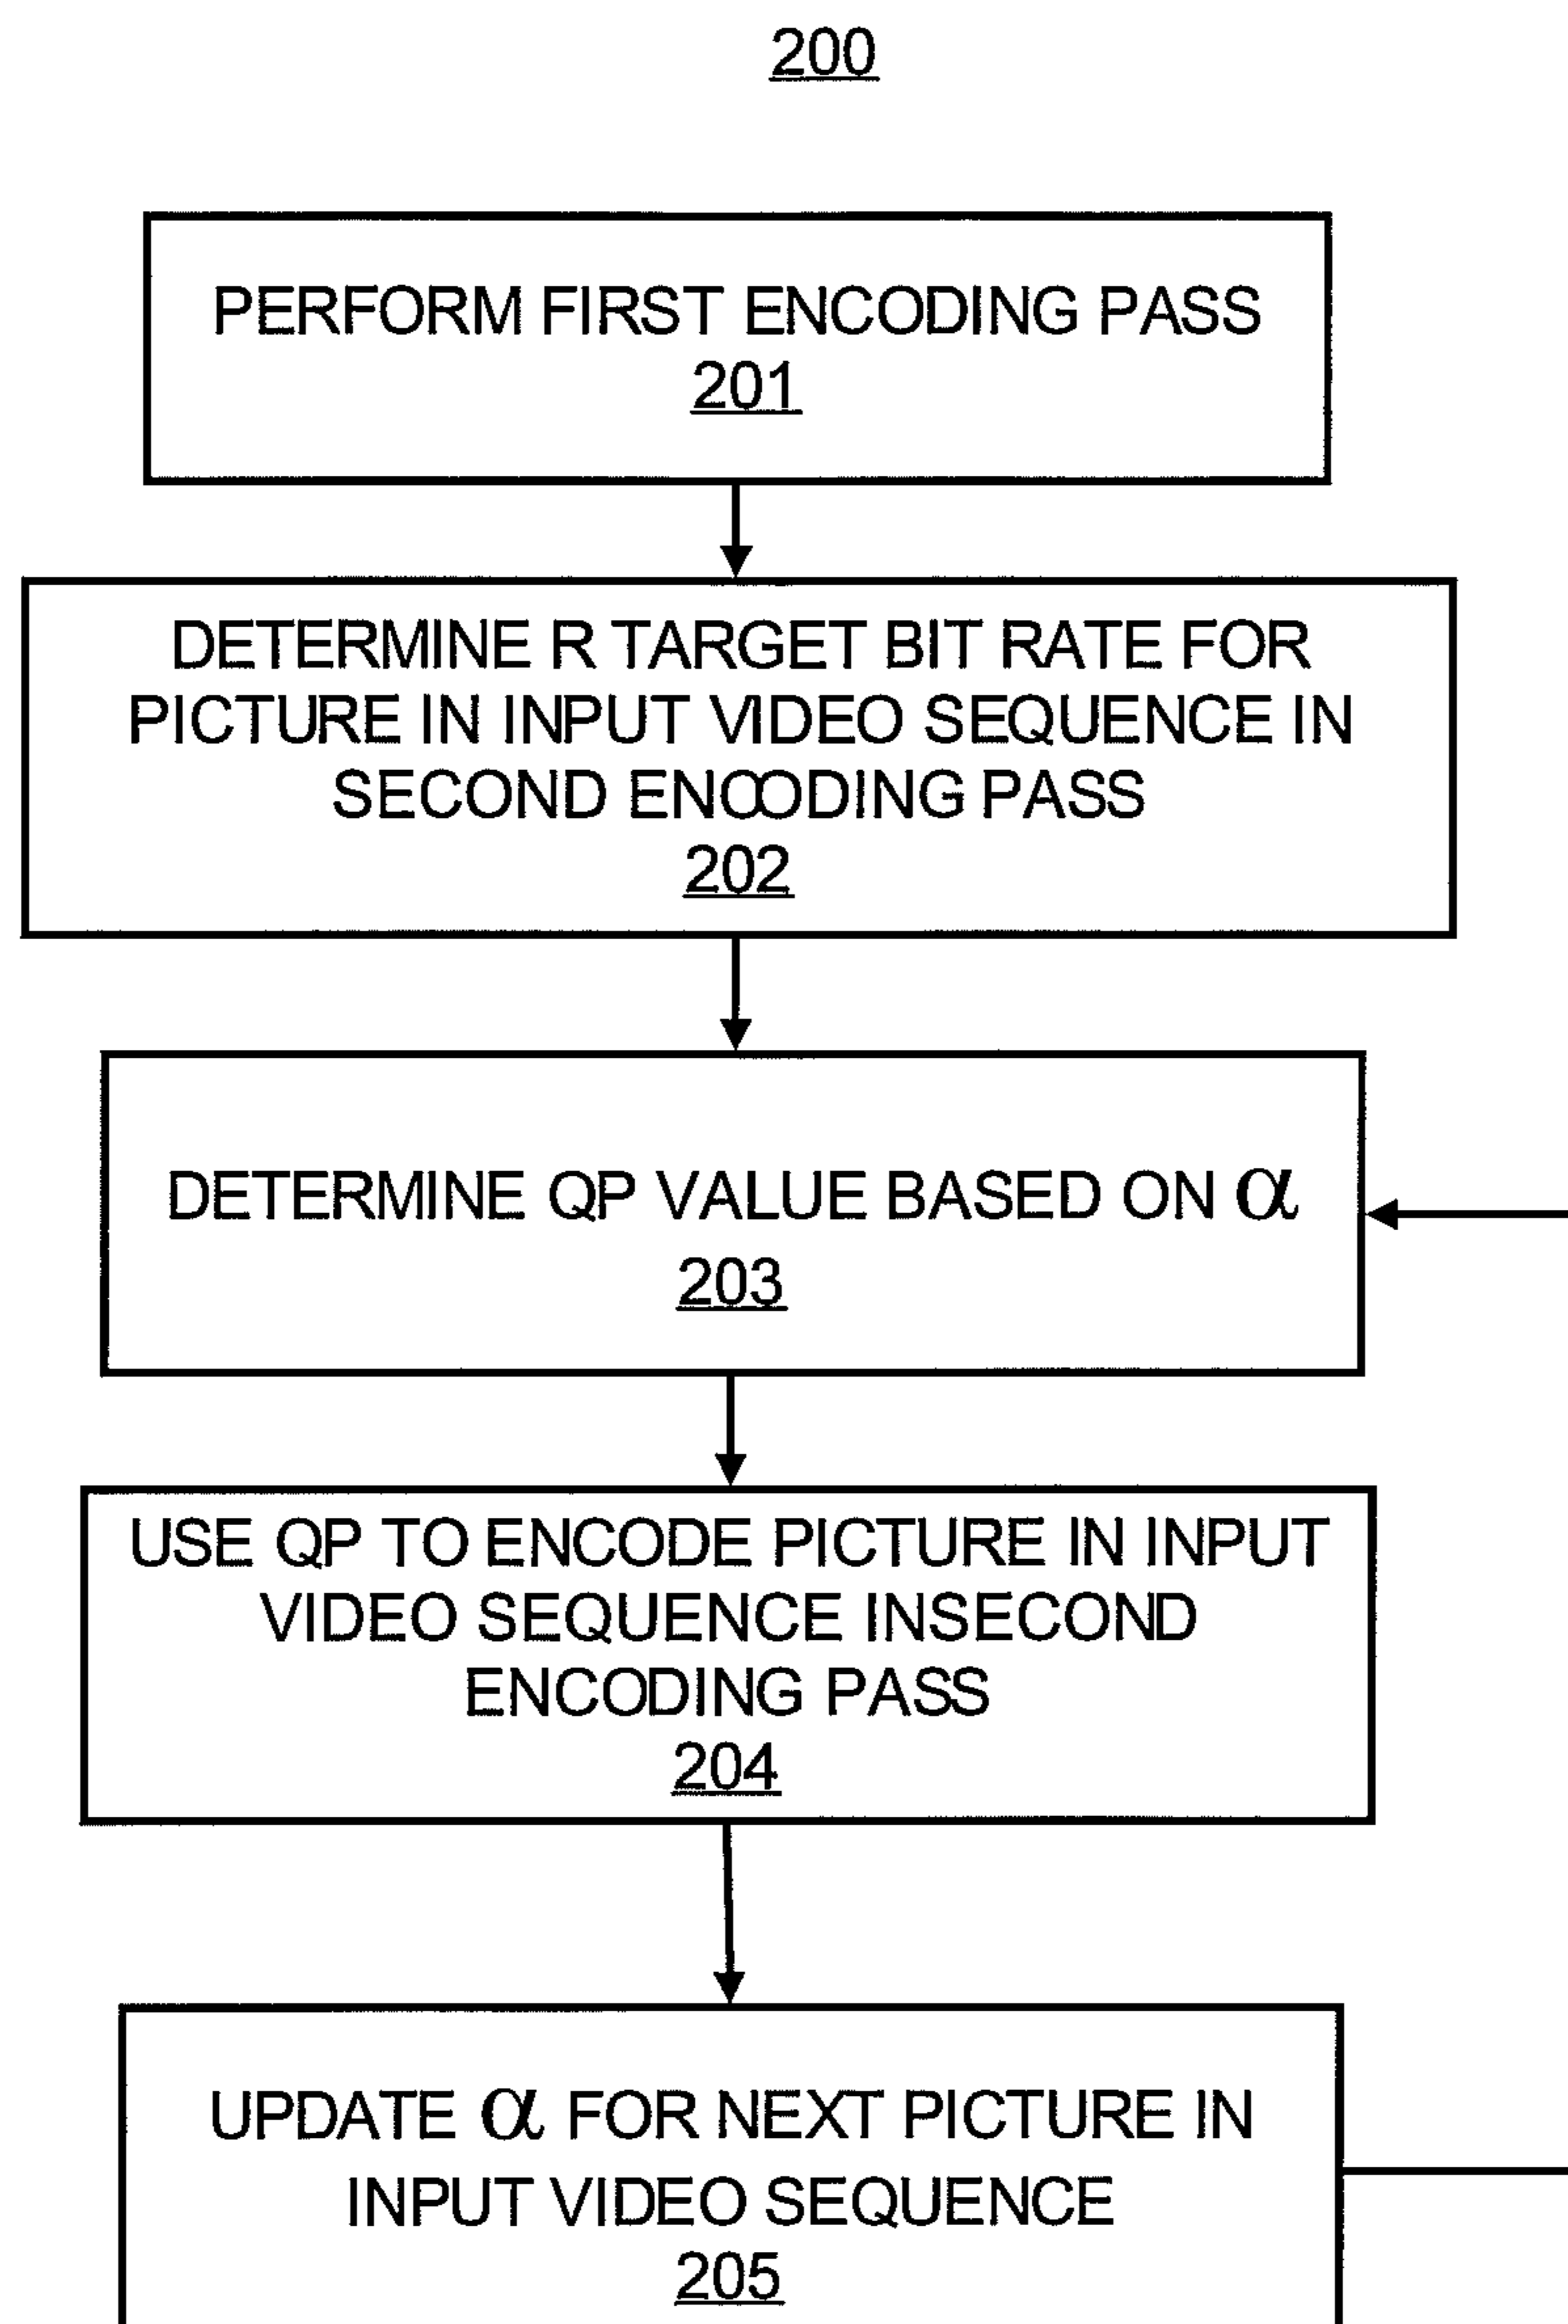 200
PERFORM FIRST ENCODING PASS
201
DETERMINE R TARGET BIT RATE FOR
PICTURE IN INPUT VIDEO SEQUENCE IN
SECOND ENCODING PASS
202
DETERMINE QP VALUE BASED ON α
203
USE QP TO ENCODE PICTURE IN INPUT
VIDEO SEQUENCE INSECOND
ENCODING PASS
204
UPDATE α FOR NEXT PICTURE IN
INPUT VIDEO SEQUENCE
205